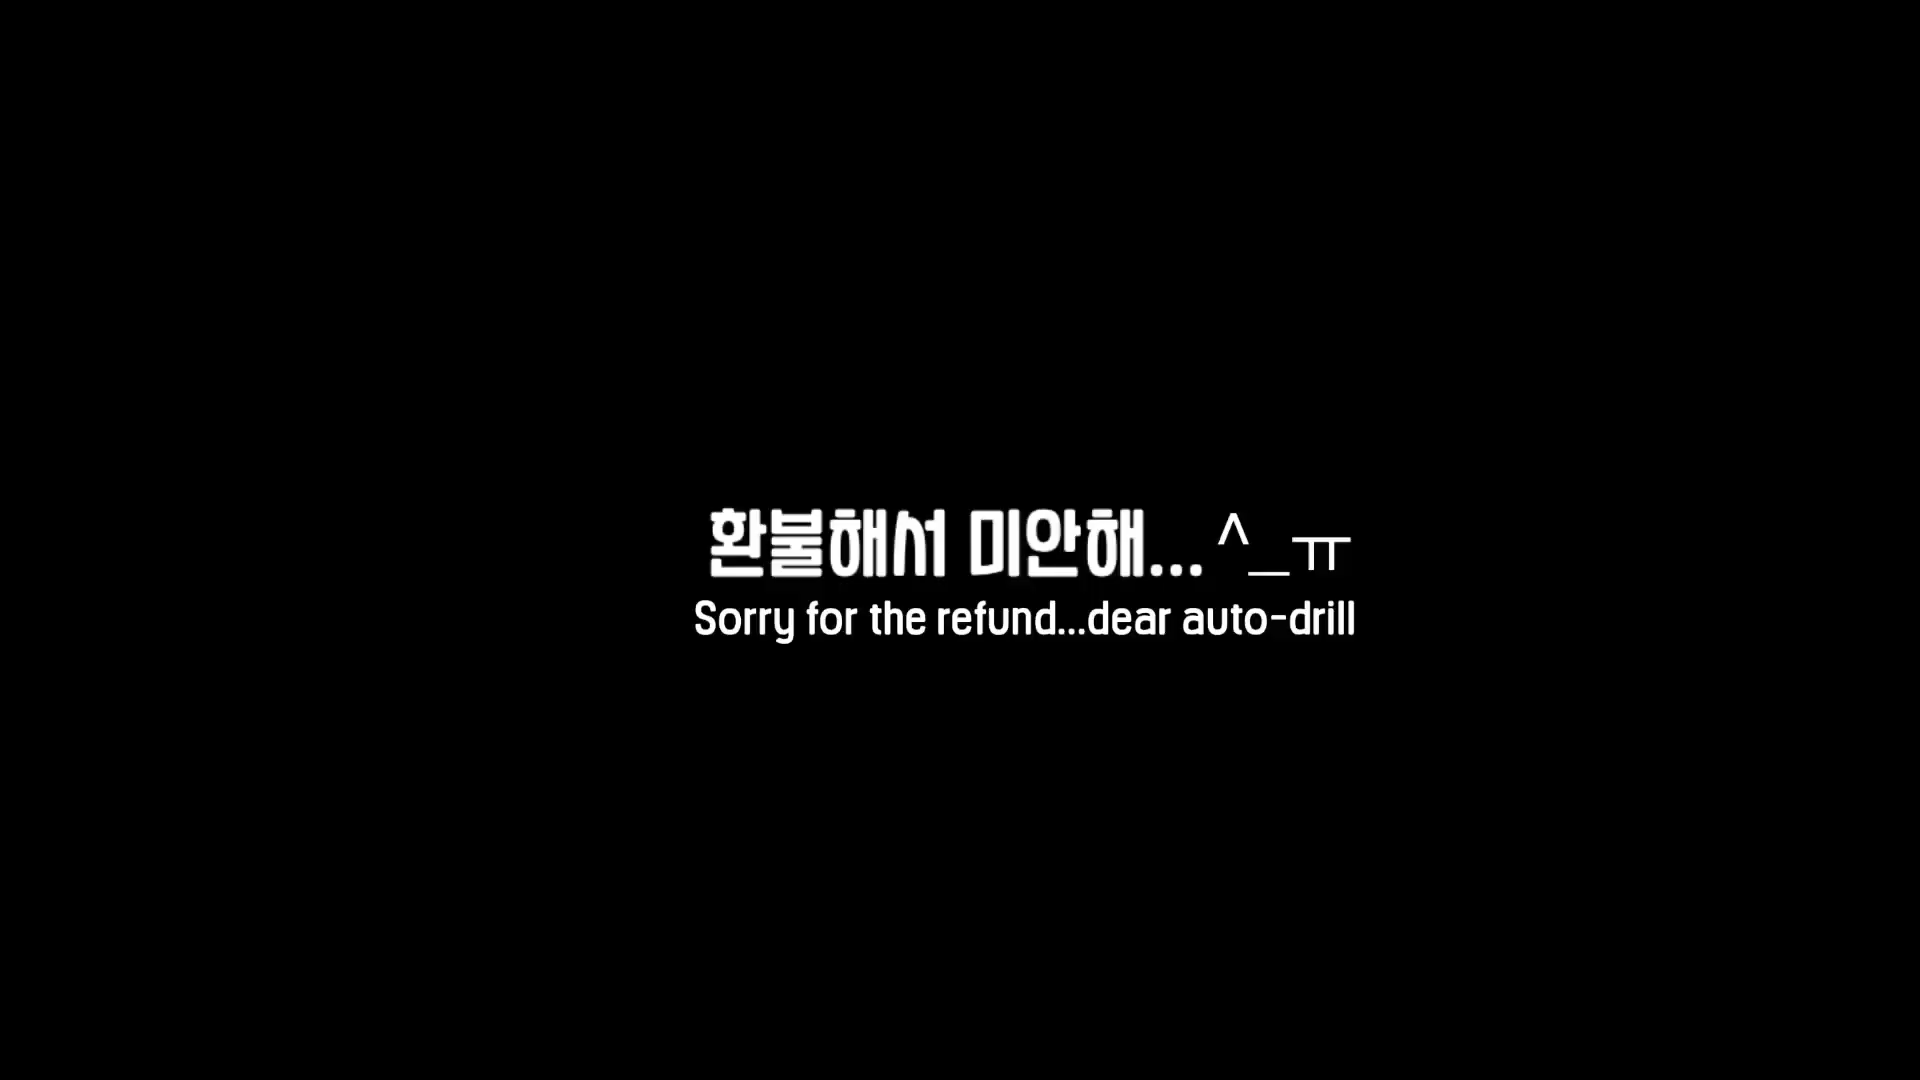 환불해서 미안해...^_ㅠ
Sorry for the refund...dear auto-drill